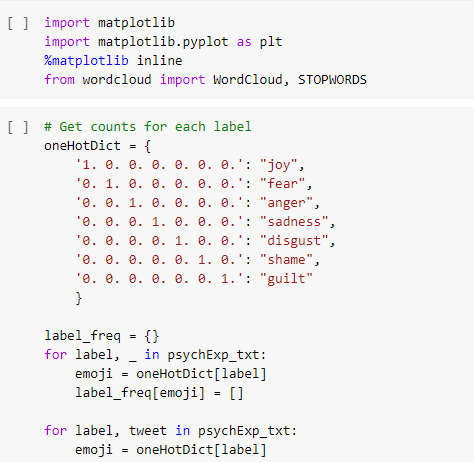 [ ] import matplotlib
import matplotlib.pyplot as plt
%matplotlib inline
from wordcloud import WordCloud, STOPWORDS
[ ] # Get counts for each label
oneHotDict = {
    '1. 0. 0. 0. 0. 0. 0.': "joy",
    '0. 1. 0. 0. 0. 0. 0.': "fear",
    '0. 0. 1. 0. 0. 0. 0.': "anger",
    '0. 0. 0. 1. 0. 0. 0.': "sadness",
    '0. 0. 0. 0. 1. 0. 0.': "disgust",
    '0. 0. 0. 0. 0. 1. 0.': "shame",
    '0. 0. 0. 0. 0. 0. 1.': "guilt"
    }
label_freq = {}
for label, _ in psychExp_txt:
    emoji = oneHotDict[label]
    label_freq[emoji] = []
for label, tweet in psychExp_txt:
    emoji = oneHotDict[label]